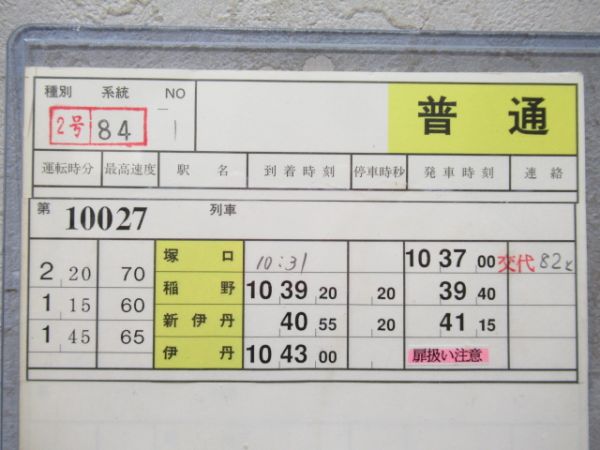 種別 系統 NO
2号 84 1
普通
運転時分 最高速度 駅名 到着時刻 停車時秒 発車時刻 連絡
第 10027 列車
塚口 10:31 10 37 00 交代 82と
2 20 70 稲野 10 39 20 20 39 40
1 15 60 新伊丹 40 55 20 41 15
1 45 65 伊丹 10 43 00 扉扱い注意